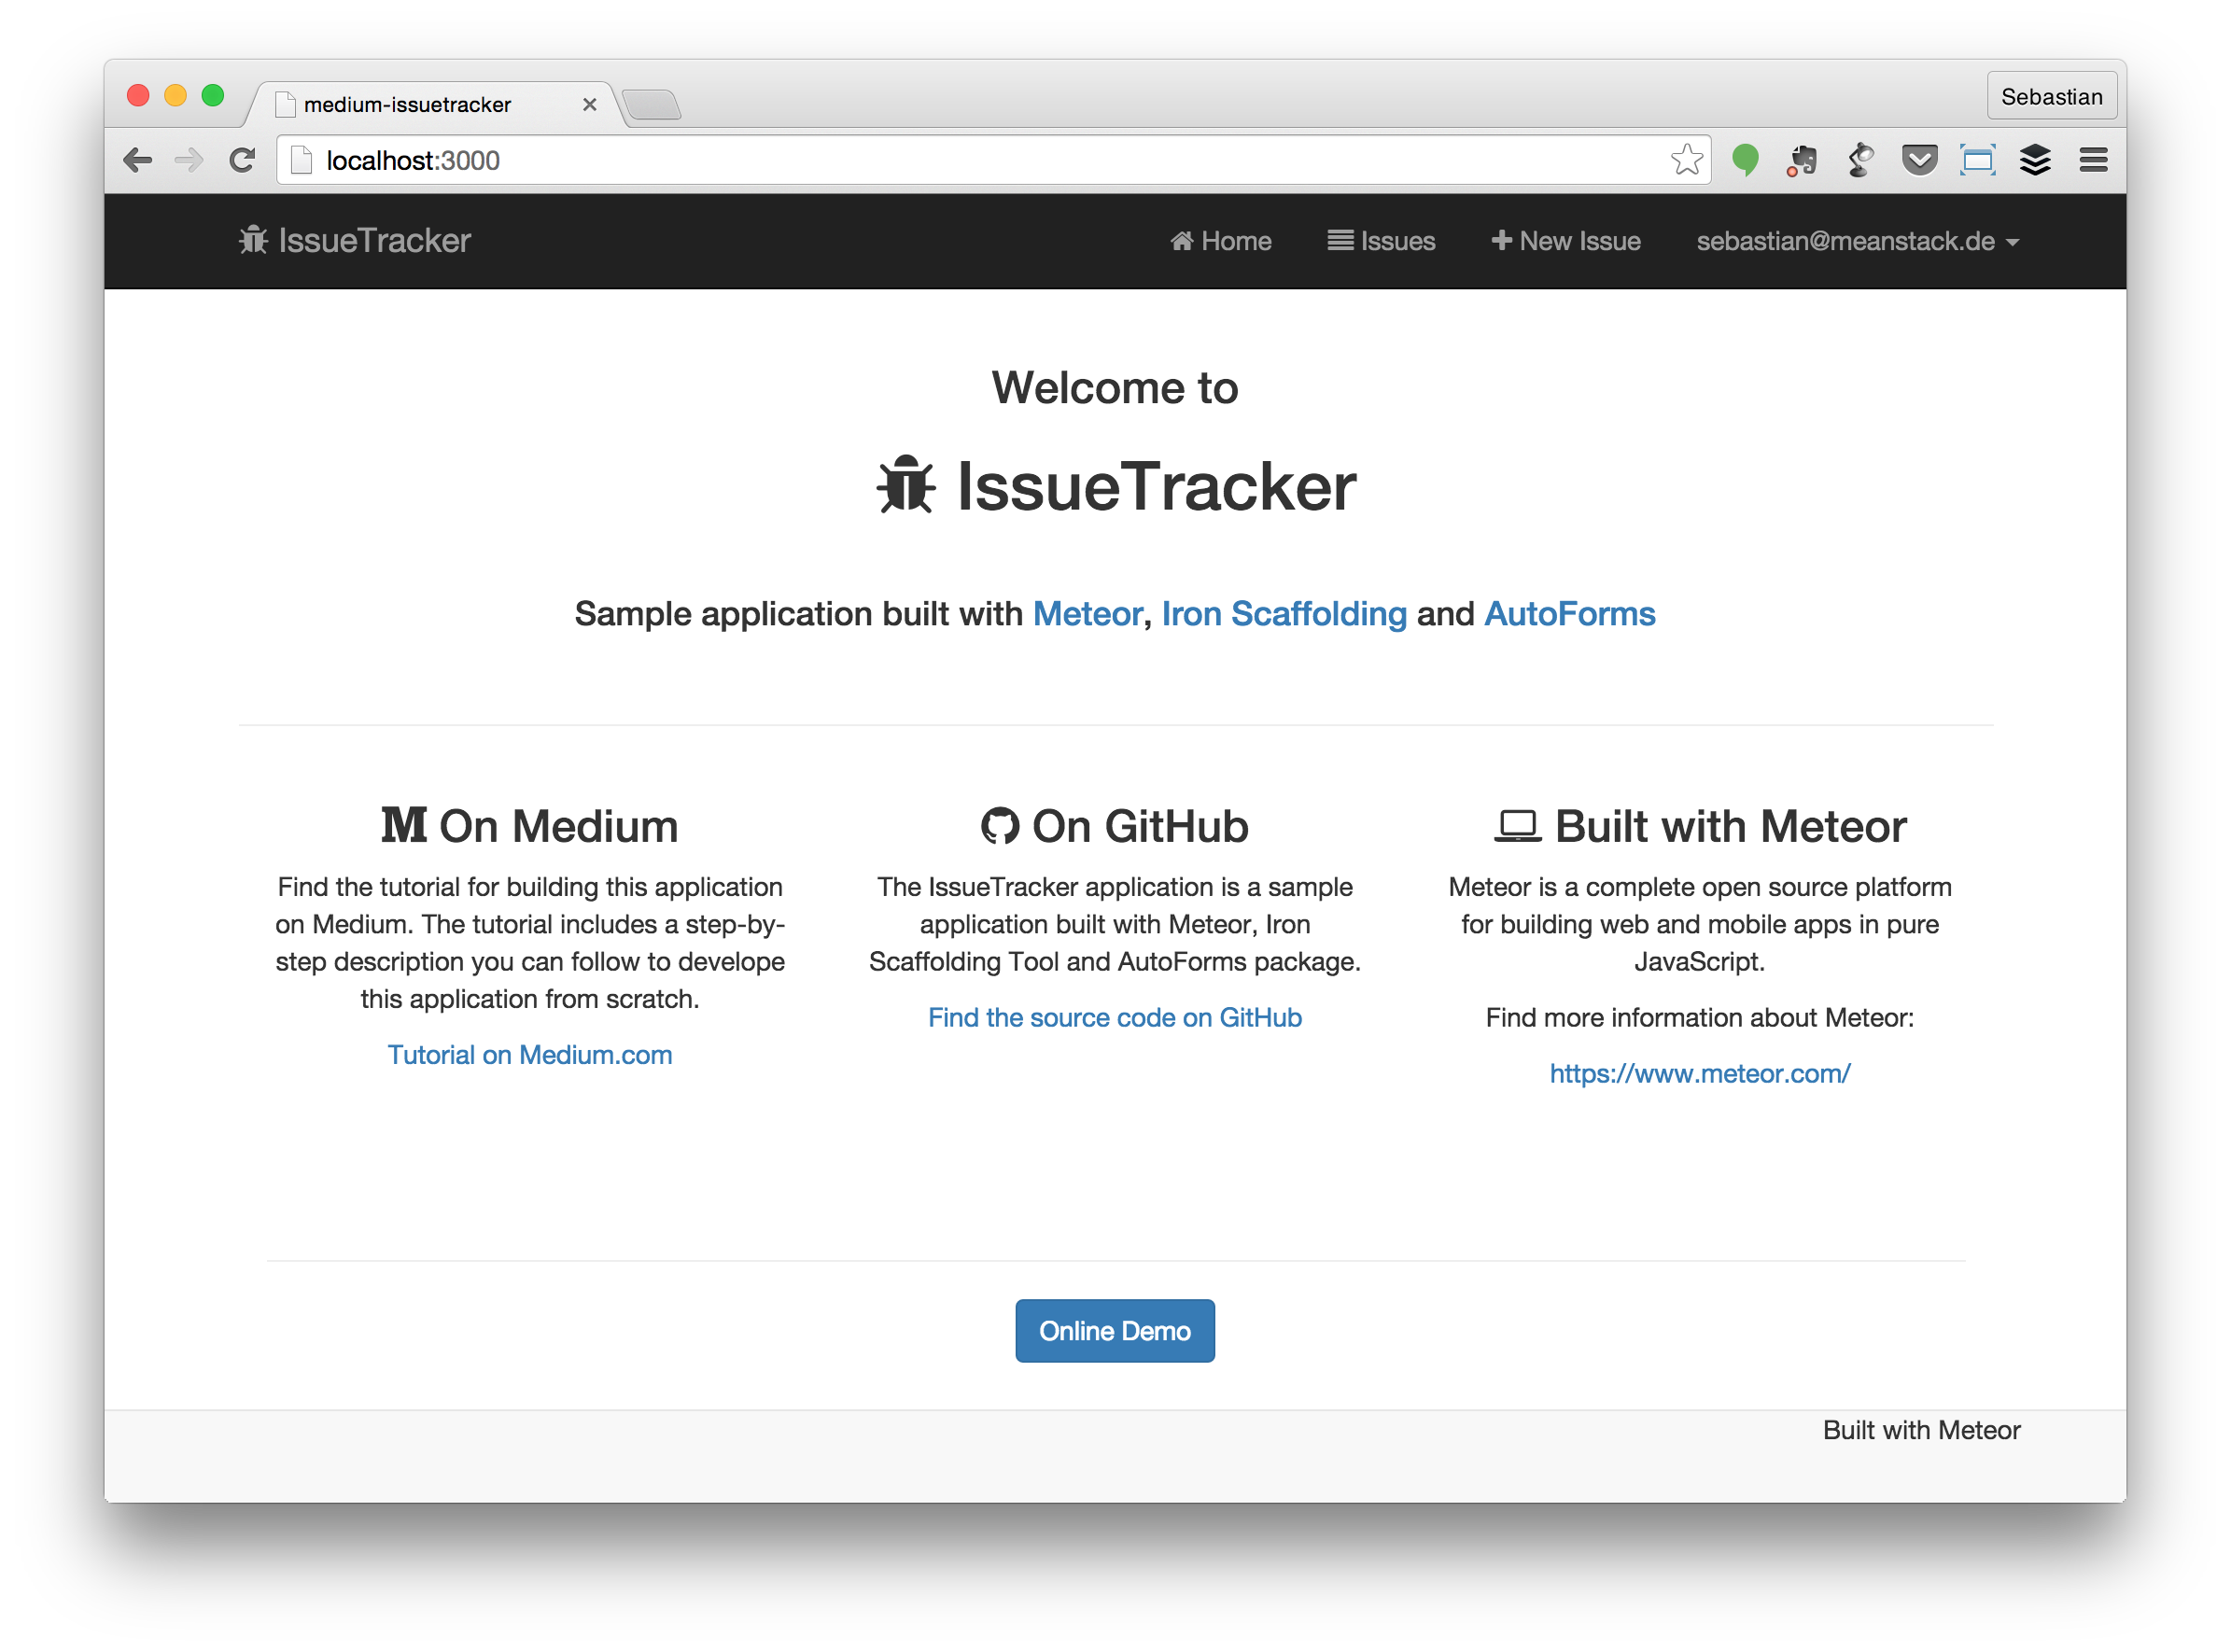 medium-issuetracker
Sebastian
localhost:3000
IssueTracker Home Issues New Issue sebastian@meanstack.de
Welcome to
IssueTracker
Sample application built with Meteor, Iron Scaffolding and AutoForms
M On Medium
Find the tutorial for building this application
on Medium. The tutorial includes a step-by-
step description you can follow to develope
this application from scratch.
Tutorial on Medium.com
On GitHub
The IssueTracker application is a sample
application built with Meteor, Iron
Scaffolding Tool and AutoForms package.
Find the source code on GitHub
Built with Meteor
Meteor is a complete open source platform
for building web and mobile apps in pure
JavaScript.
Find more information about Meteor:
https://www.meteor.com/
Online Demo
Built with Meteor